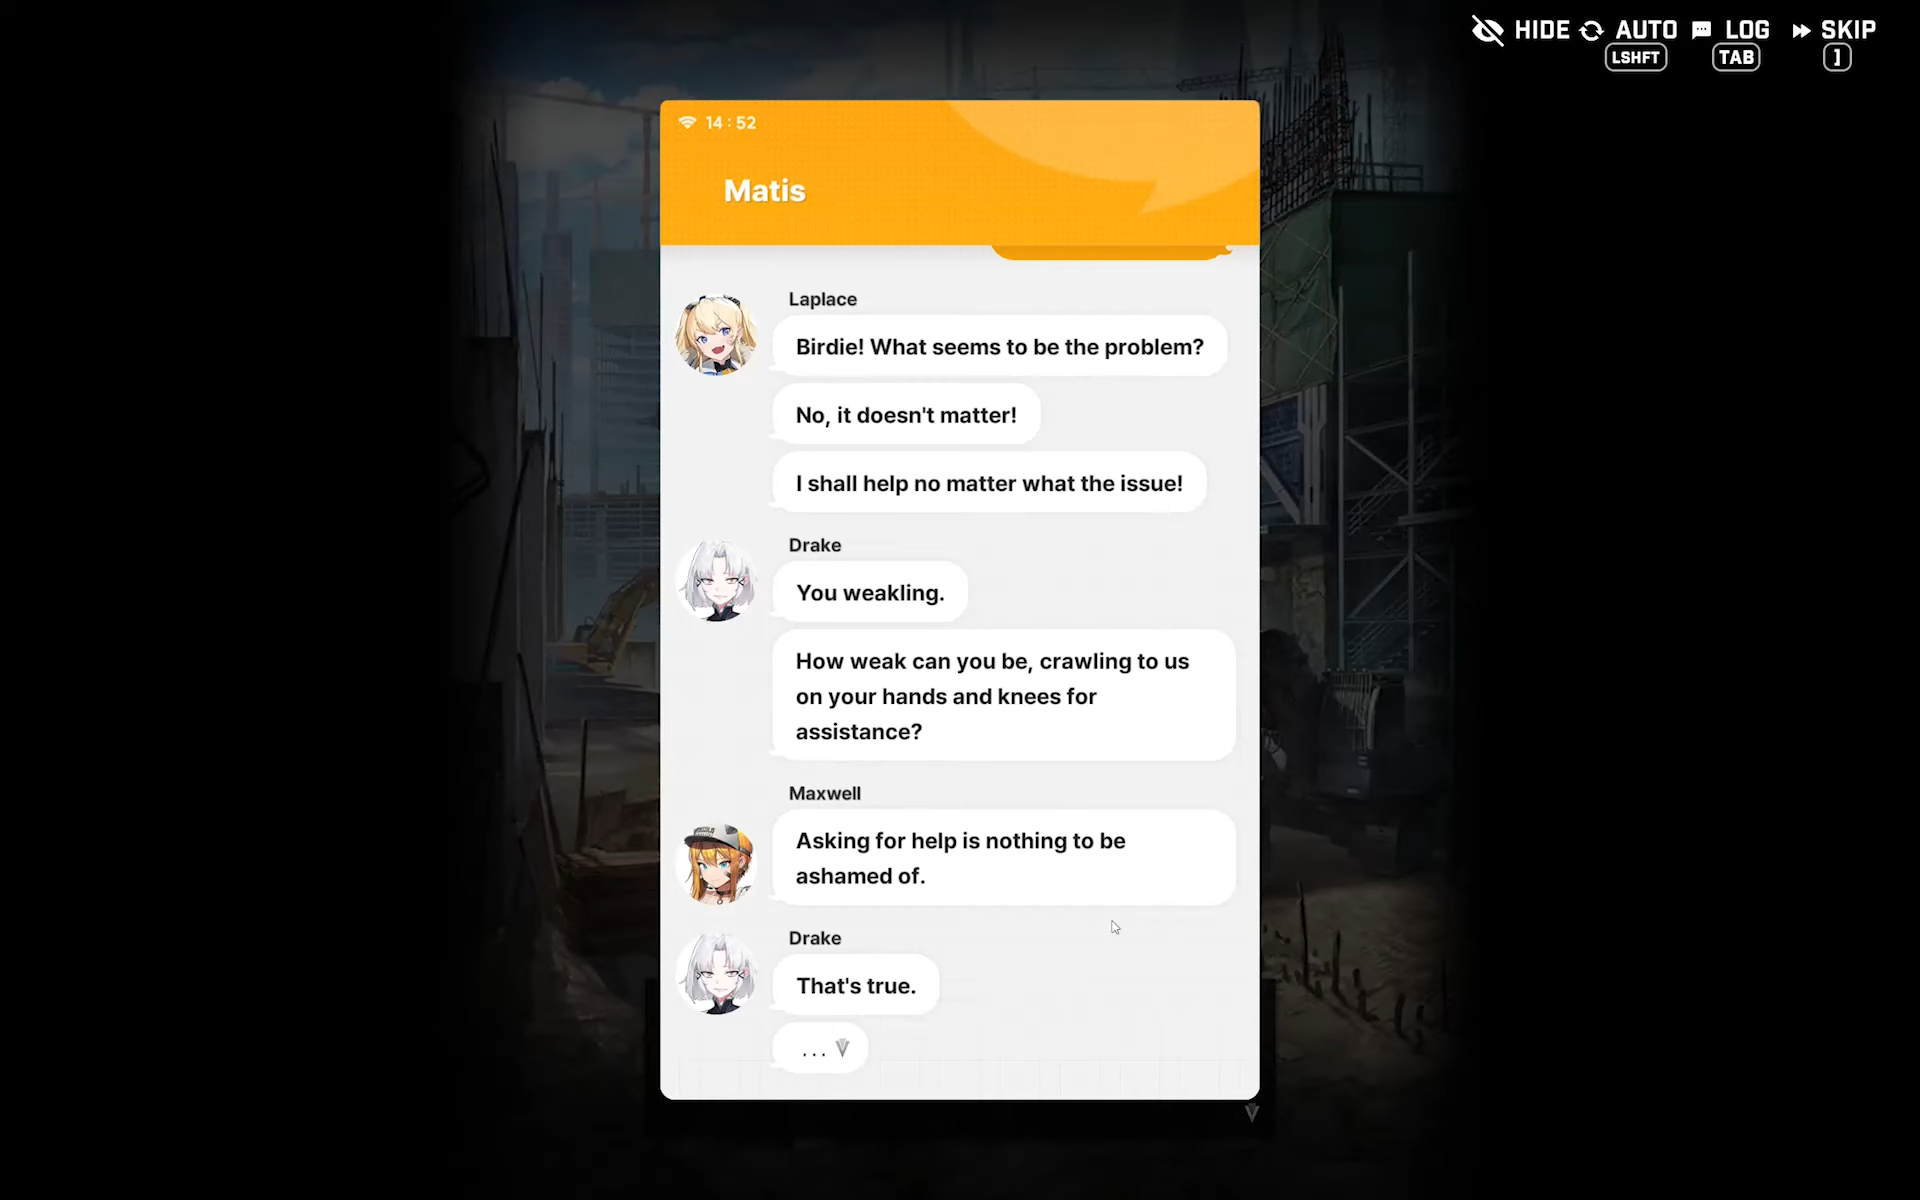 HIDE AUTO LOG SKIP
LSHFT TAB ]
14:52
Matis
Laplace
Birdie! What seems to be the problem?
No, it doesn't matter!
I shall help no matter what the issue!
Drake
You weakling.
How weak can you be, crawling to us
on your hands and knees for
assistance?
Maxwell
Asking for help is nothing to be
ashamed of.
Drake
That's true.
...